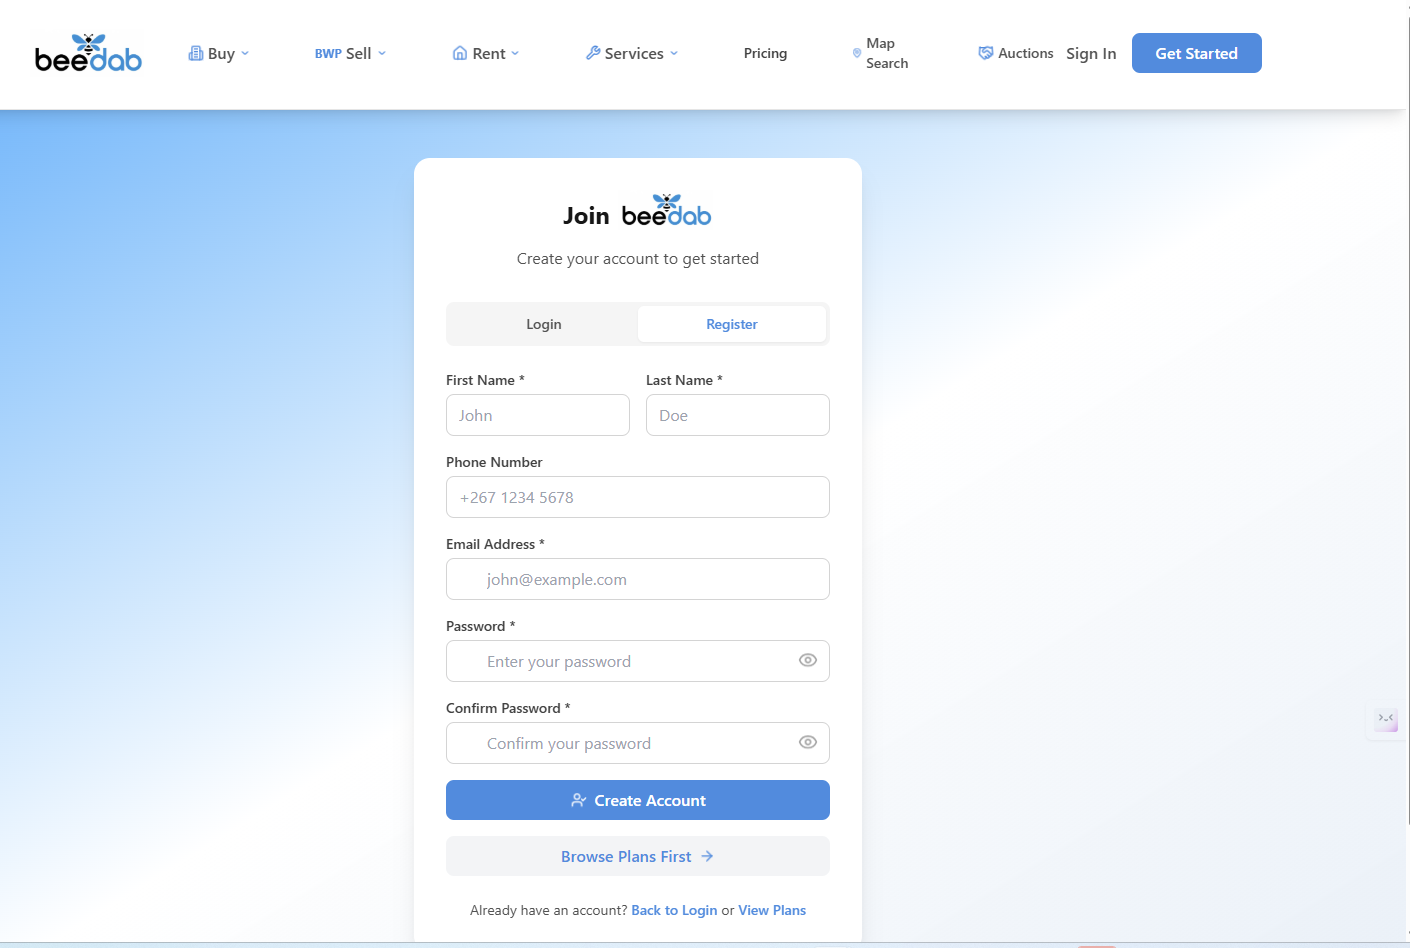 beedab
Buy
BWP Sell
Rent
Services
Pricing
Map
Search
Auctions
Sign In
Get Started
Join beedab
Create your account to get started
Login
Register
First Name *
Last Name *
John
Doe
Phone Number
+267 1234 5678
Email Address *
john@example.com
Password *
Enter your password
Confirm Password *
Confirm your password
Create Account
Browse Plans First
Already have an account? Back to Login or View Plans